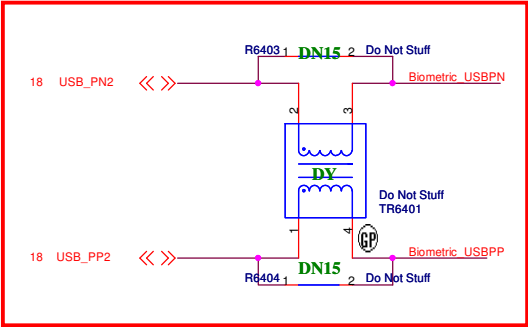 R6403 1 DN15 2 Do Not Stuff
18 USB_PN2 Biometric_USBPN
2 3
DY
Do Not Stuff
TR6401
1 4 GP
18 USB_PP2 Biometric_USBPP
R6404 1 DN15 2 Do Not Stuff